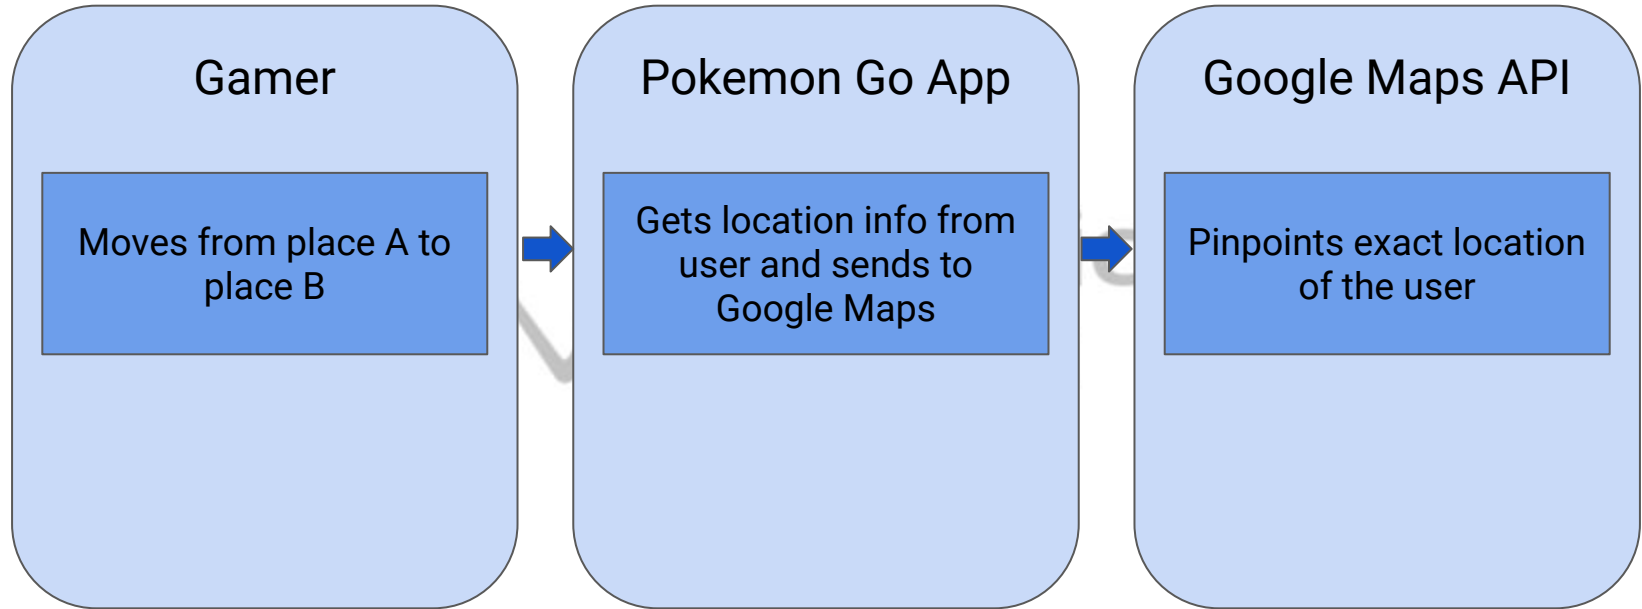 Gamer
Moves from place A to
place B
Pokemon Go App
Gets location info from
user and sends to
Google Maps
Google Maps API
Pinpoints exact location
of the user